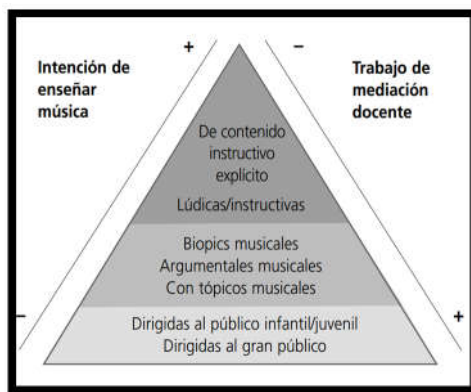 +
−
Intención de
enseñar
música
Trabajo de
mediación
docente
De contenido
instructivo
explícito
Lúdicas/instructivas
Biopics musicales
Argumentales musicales
Con tópicos musicales
−
+
Dirigidas al público infantil/juvenil
Dirigidas al gran público